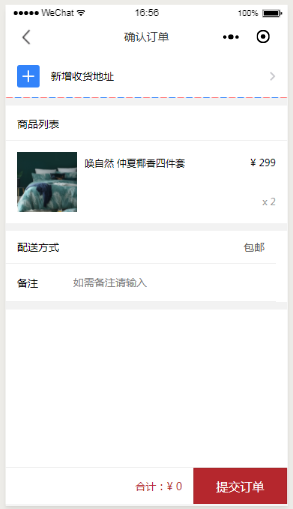 WeChat 16:56 100%
确认订单
新增收货地址
商品列表
唤自然 仲夏椰香四件套 ¥ 299
x 2
配送方式 包邮
备注 如需备注请输入
合计：¥ 0 提交订单